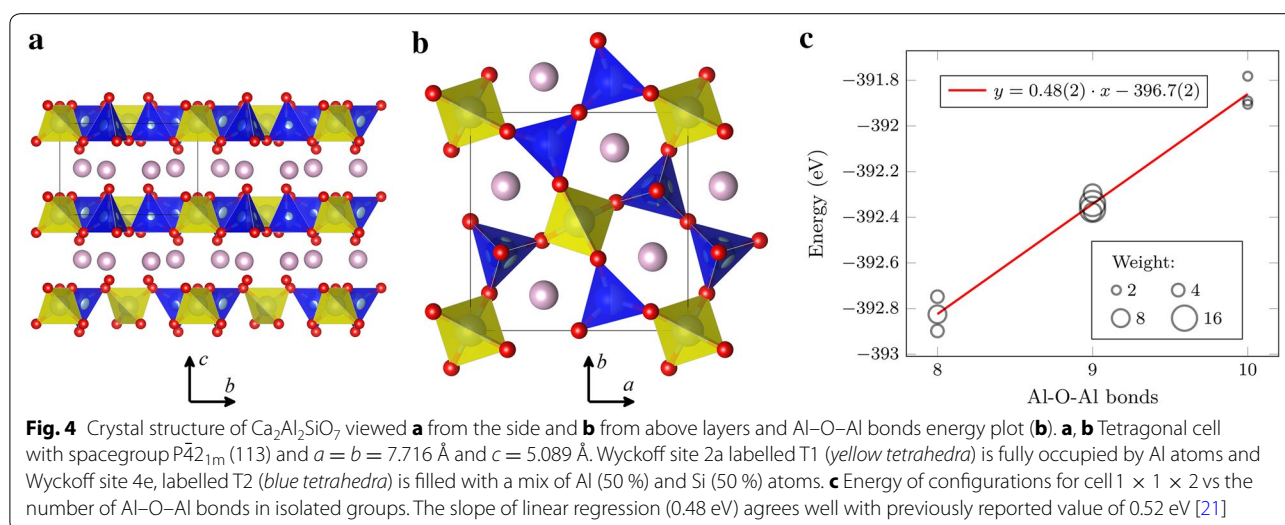 a
b
c
c
b
b
a
Energy (eV)
−391.8
−392
−392.2
−392.4
−392.6
−392.8
−393
y = 0.48(2) · x − 396.7(2)
Weight:
2 4
8 16
8 9 10
Al-O-Al bonds
Fig. 4 Crystal structure of Ca₂Al₂SiO₇ viewed a from the side and b from above layers and Al–O–Al bonds energy plot (b). a, b Tetragonal cell
with spacegroup P4̄2₁m (113) and a = b = 7.716 Å and c = 5.089 Å. Wyckoff site 2a labelled T1 (yellow tetrahedra) is fully occupied by Al atoms and
Wyckoff site 4e, labelled T2 (blue tetrahedra) is filled with a mix of Al (50 %) and Si (50 %) atoms. c Energy of configurations for cell 1 × 1 × 2 vs the
number of Al–O–Al bonds in isolated groups. The slope of linear regression (0.48 eV) agrees well with previously reported value of 0.52 eV [21]